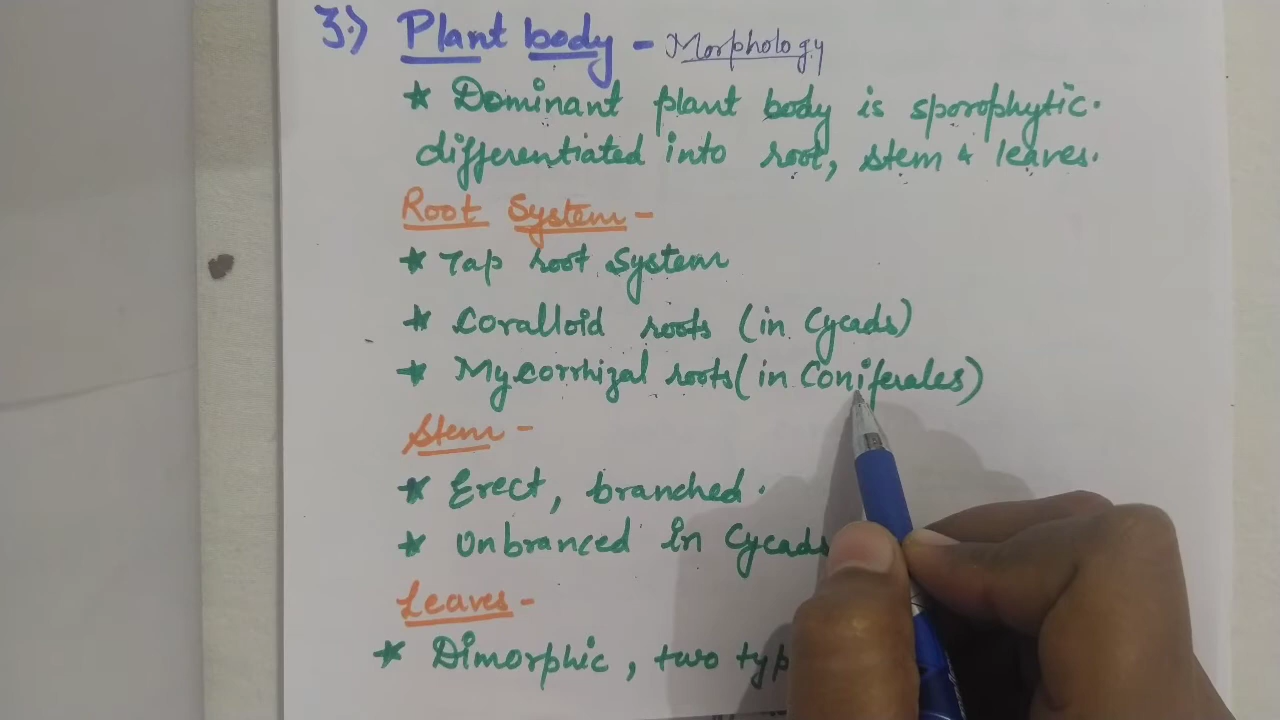 3.) Plant body - Morphology
* Dominant plant body is sporophytic.
differentiated into root, stem & leaves.
Root System -
* Tap root system
* Coralloid roots (in Cycads)
* Mycorrhizal roots (in Coniferales)
Stem -
* Erect, branched.
* Unbranced in Cycads
Leaves -
* Dimorphic, two typ